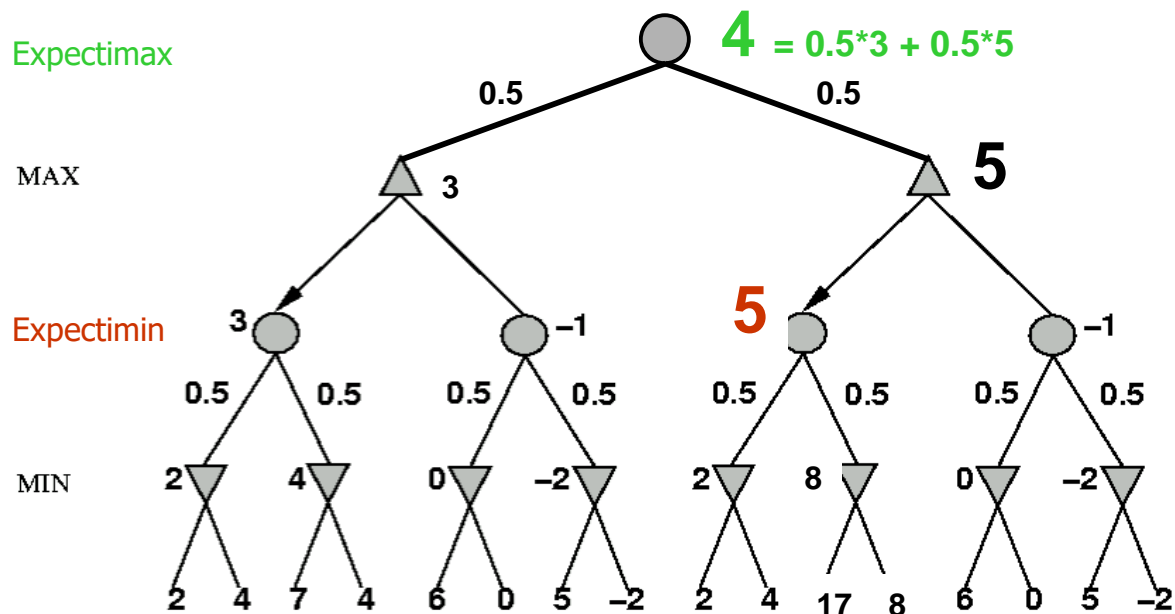 Expectimax 4 = 0.5*3 + 0.5*5
0.5 0.5
MAX 3 5
Expectimin 3 –1 5 –1
0.5 0.5 0.5 0.5 0.5 0.5 0.5 0.5
MIN 2 4 0 –2 2 8 0 –2
2 4 7 4 6 0 5 –2 2 4 17 8 6 0 5 –2